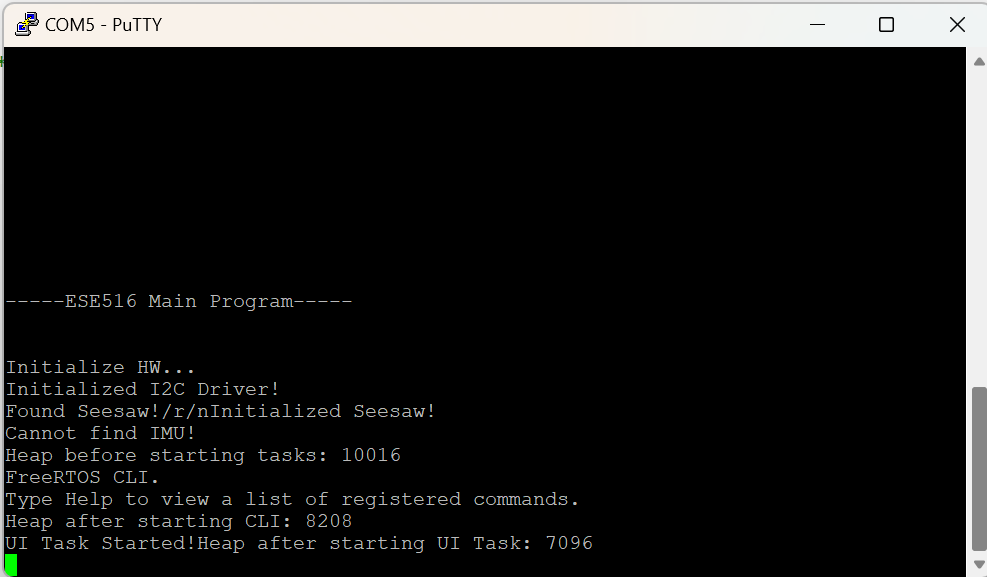 COM5 - PuTTY
-----ESE516 Main Program-----
Initialize HW...
Initialized I2C Driver!
Found Seesaw!/r/nInitialized Seesaw!
Cannot find IMU!
Heap before starting tasks: 10016
FreeRTOS CLI.
Type Help to view a list of registered commands.
Heap after starting CLI: 8208
UI Task Started!Heap after starting UI Task: 7096